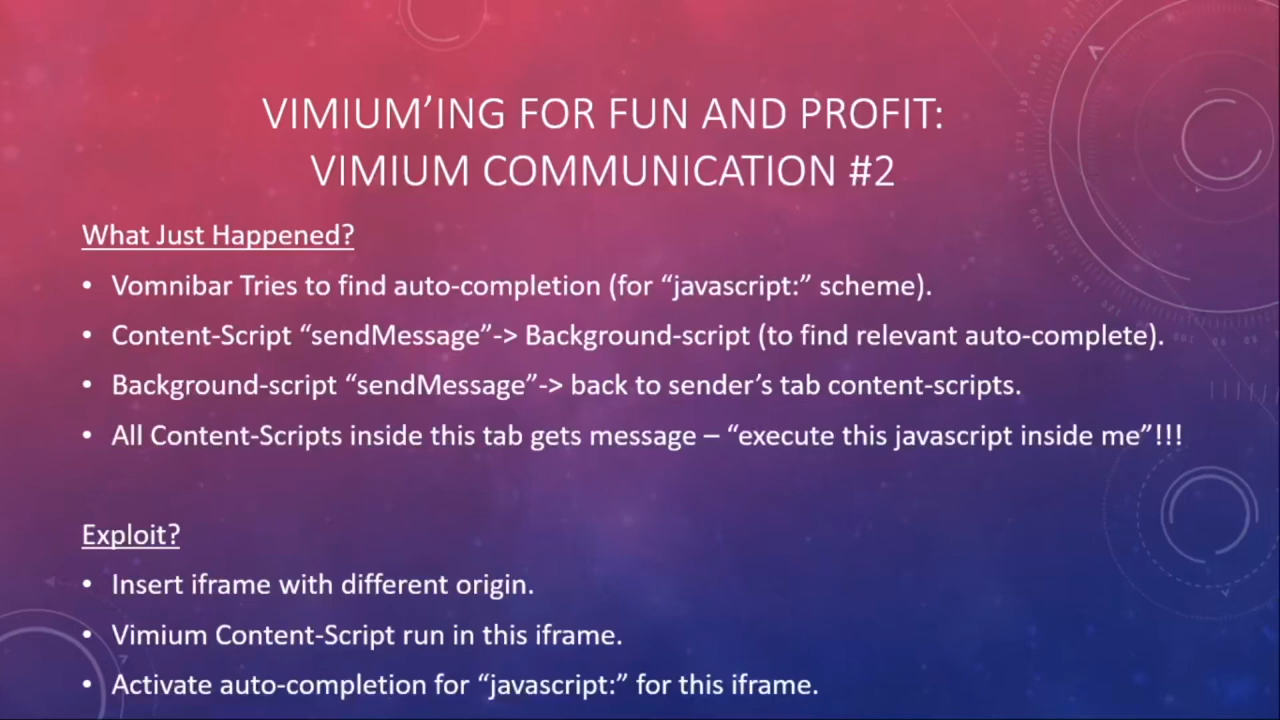 VIMIUM’ING FOR FUN AND PROFIT:
VIMIUM COMMUNICATION #2
What Just Happened?
• Vomnibar Tries to find auto-completion (for “javascript:” scheme).
• Content-Script “sendMessage”-> Background-script (to find relevant auto-complete).
• Background-script “sendMessage”-> back to sender’s tab content-scripts.
• All Content-Scripts inside this tab gets message – “execute this javascript inside me”!!!
Exploit?
• Insert iframe with different origin.
• Vimium Content-Script run in this iframe.
• Activate auto-completion for “javascript:” for this iframe.